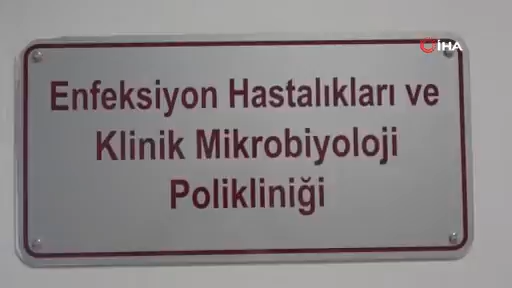 İHA
Enfeksiyon Hastalıkları ve
Klinik Mikrobiyoloji
Polikliniği